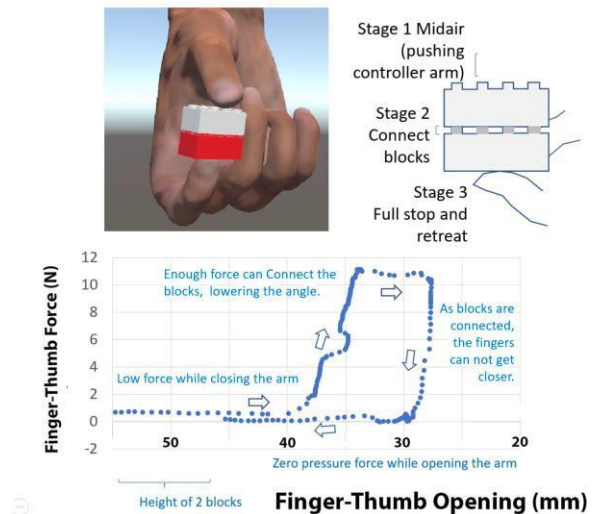 Stage 1 Midair
(pushing
controller arm)
Stage 2
Connect
blocks
Stage 3
Full stop and
retreat
Finger-Thumb Force (N)
12
10
8
6
4
2
0
-2
Enough force can Connect the
blocks, lowering the angle.
As blocks are
connected,
the fingers
can not get
closer.
Low force while closing the arm
50
40
30
20
Zero pressure force while opening the arm
Height of 2 blocks
Finger-Thumb Opening (mm)